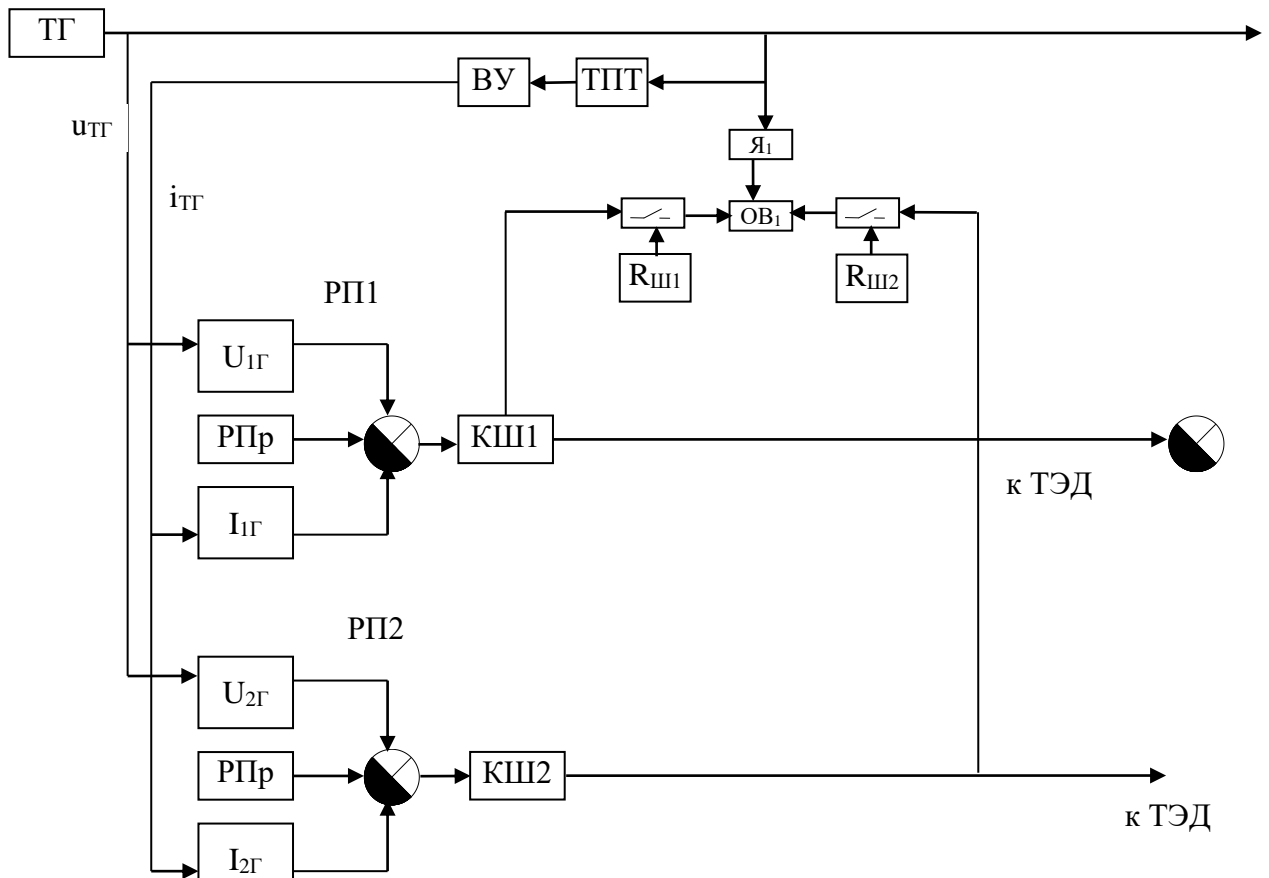 ТГ
ВУ
ТПТ
uТГ
Я1
iТГ
ОВ1
RШ1
RШ2
РП1
U1Г
РПр
КШ1
к ТЭД
I1Г
РП2
U2Г
РПр
КШ2
к ТЭД
I2Г